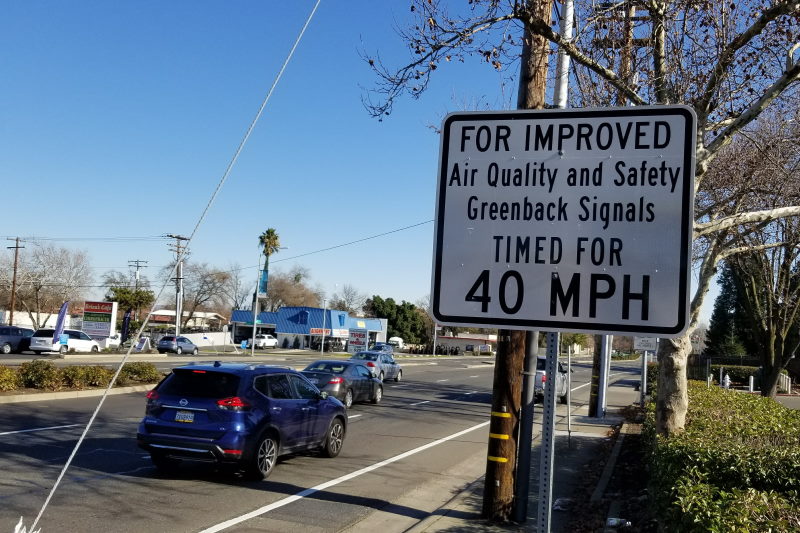 FOR IMPROVED
Air Quality and Safety
Greenback Signals
TIMED FOR
40 MPH